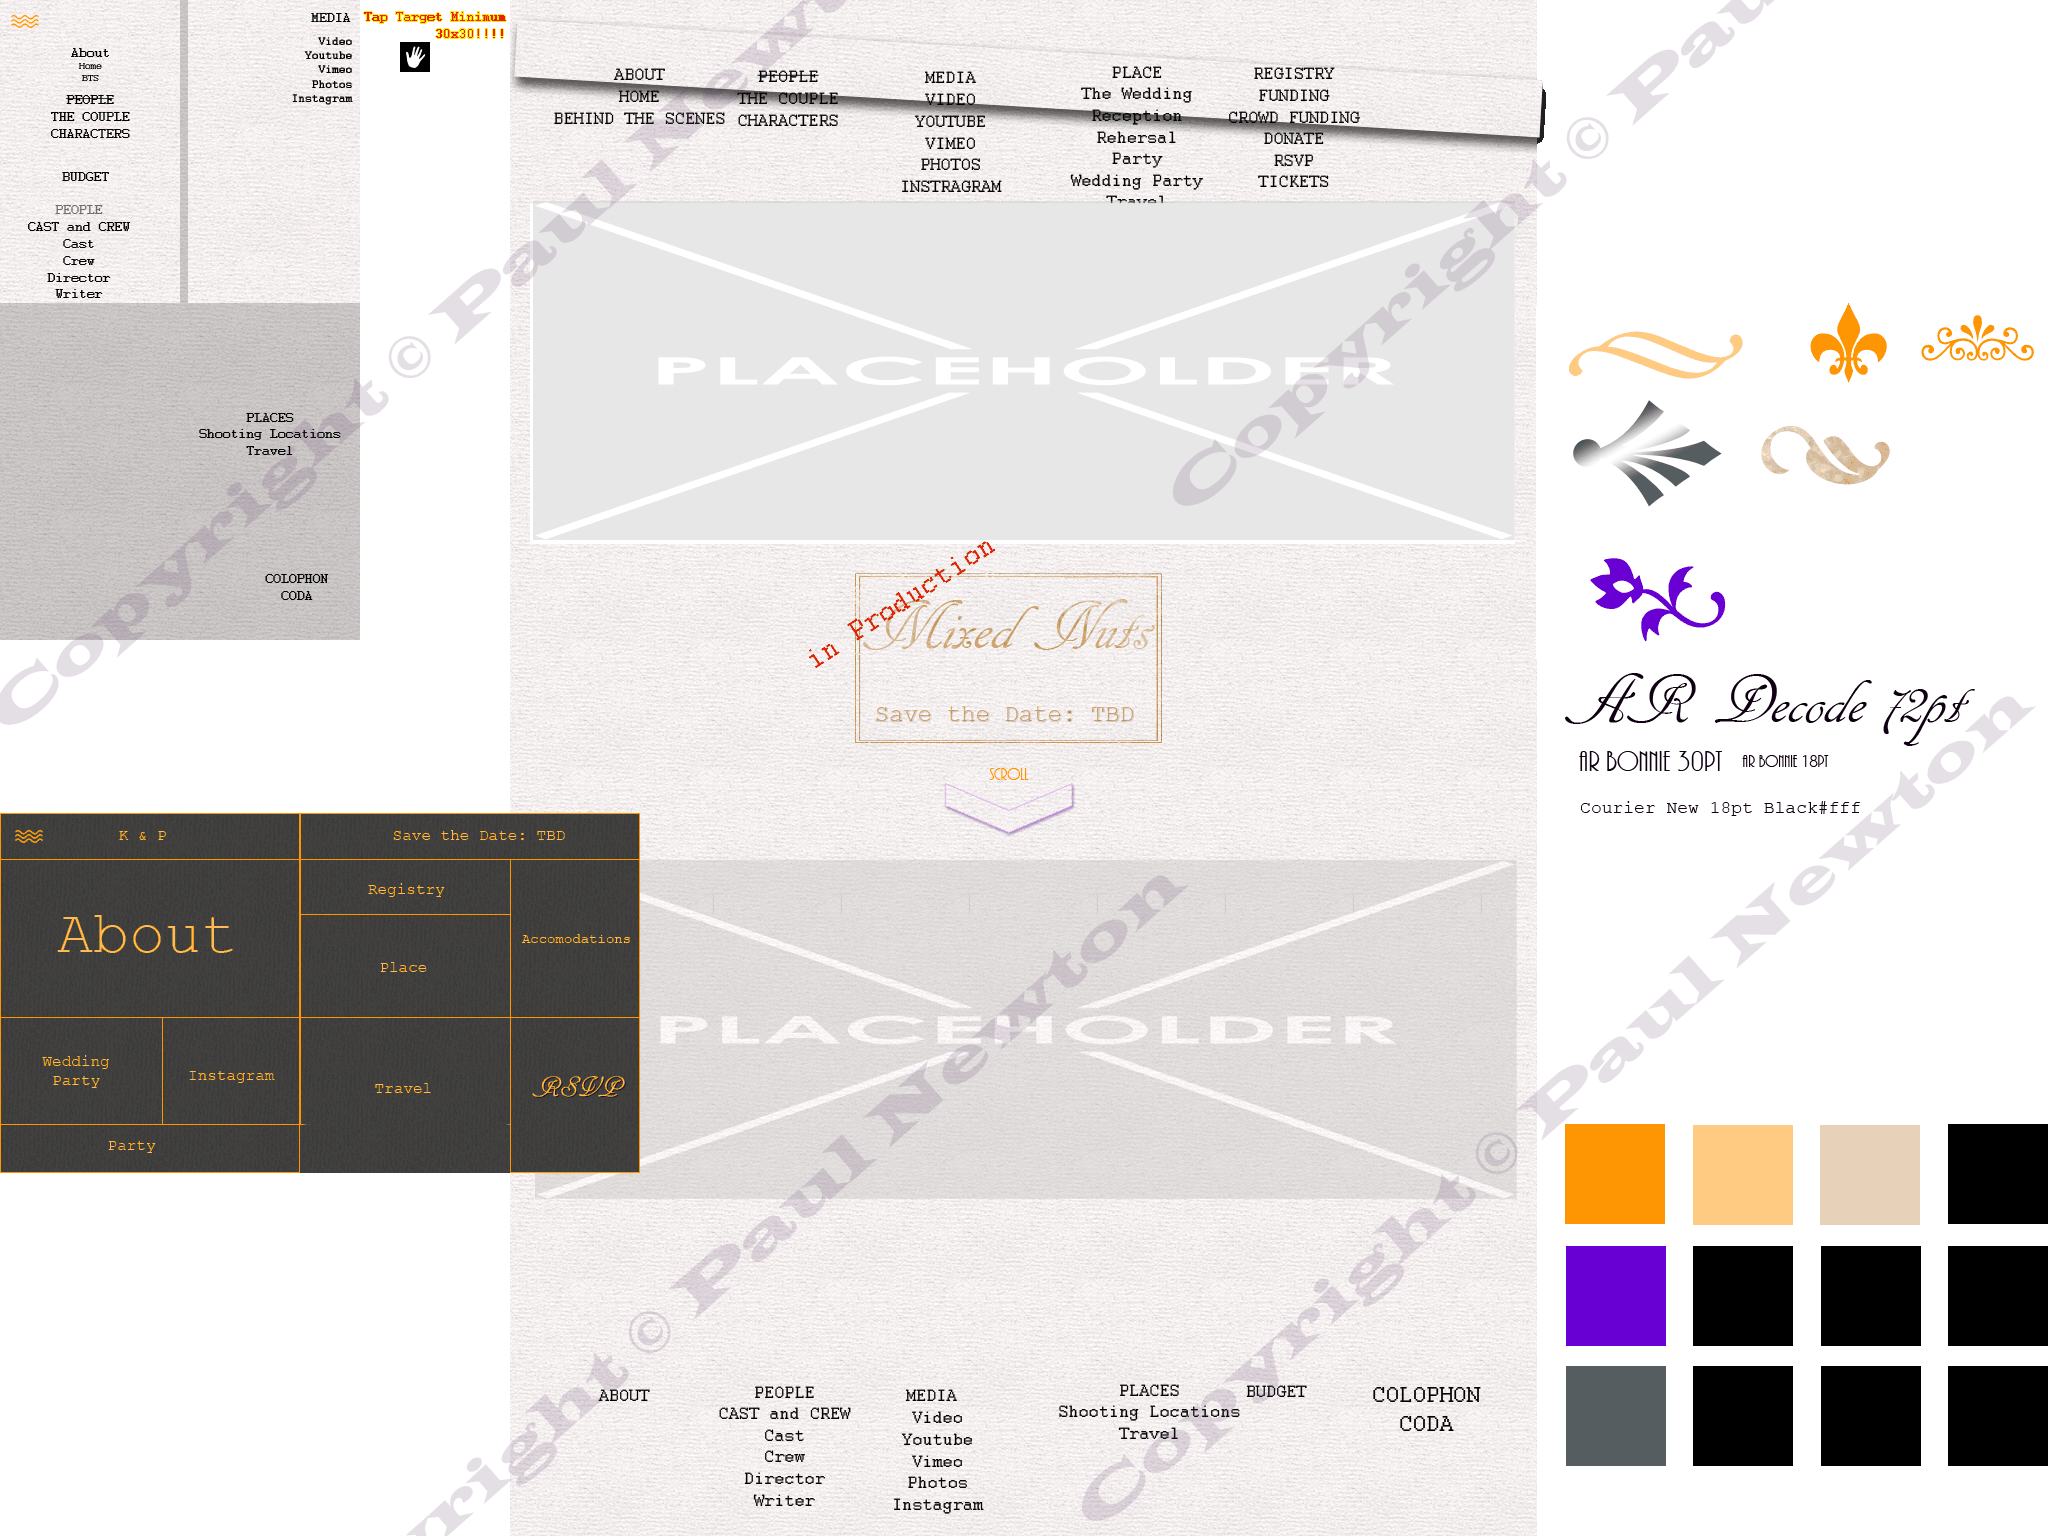 About
Home
BTS
PEOPLE
THE COUPLE
CHARACTERS
BUDGET
PEOPLE
CAST and CREW
Cast
Crew
Director
Writer
MEDIA
Video
Youtube
Vimeo
Photos
Instagram
PLACES
Shooting Locations
Travel
COLOPHON
CODA
Tap Target Minimum
30x30!!!!
ABOUT
HOME
BEHIND THE SCENES
PEOPLE
THE COUPLE
CHARACTERS
MEDIA
VIDEO
YOUTUBE
VIMEO
PHOTOS
INSTRAGRAM
PLACE
The Wedding
Reception
Rehersal
Party
Wedding Party
Travel
REGISTRY
FUNDING
CROWD FUNDING
DONATE
RSVP
TICKETS
PLACEHOLDER
in Production
Mixed Nuts
Save the Date: TBD
SCROLL
PLACEHOLDER
K & P
Save the Date: TBD
About
Registry
Place
Accomodations
Wedding
Party
Instagram
Travel
RSVP
Party
ABOUT
PEOPLE
CAST and CREW
Cast
Crew
Director
Writer
MEDIA
Video
Youtube
Vimeo
Photos
Instagram
PLACES
Shooting Locations
Travel
BUDGET
COLOPHON
CODA
AR Decode 72pt
AR BONNIE 30PT
AR BONNIE 18PT
Courier New 18pt Black#fff
Copyright © Paul Newton
Copyright © Paul
Copyright © Paul Newton
Copyright © Paul Newton